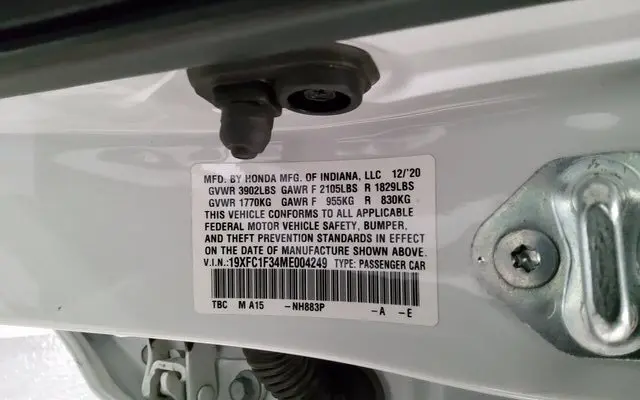 MFD. BY HONDA MFG. OF INDIANA, LLC 12/'20
GVWR 3902LBS GAWR F 2105LBS R 1829LBS
GVWR 1770KG GAWR F 955KG R 830KG
THIS VEHICLE CONFORMS TO ALL APPLICABLE
FEDERAL MOTOR VEHICLE SAFETY, BUMPER,
AND THEFT PREVENTION STANDARDS IN EFFECT
ON THE DATE OF MANUFACTURE SHOWN ABOVE.
V.I.N.:19XFC1F34ME004249 TYPE: PASSENGER CAR
TBC M A15 -NH883P -A -E